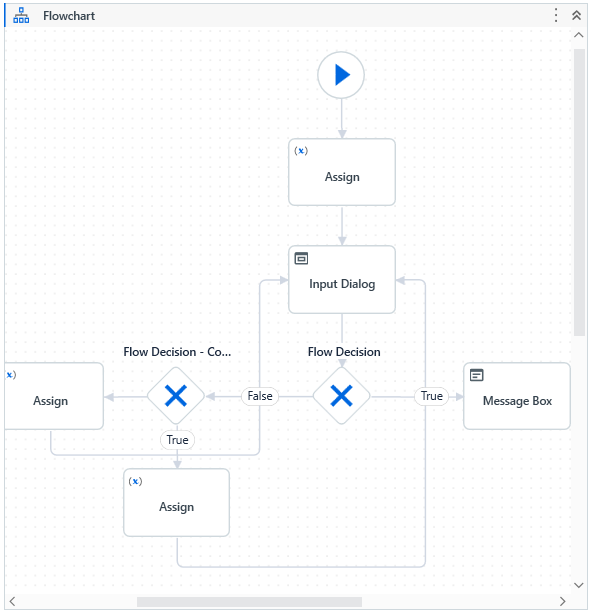 Flowchart
(x)
Assign
Input Dialog
Flow Decision - Co...
Flow Decision
x)
Assign
False
True
Message Box
True
(x)
Assign